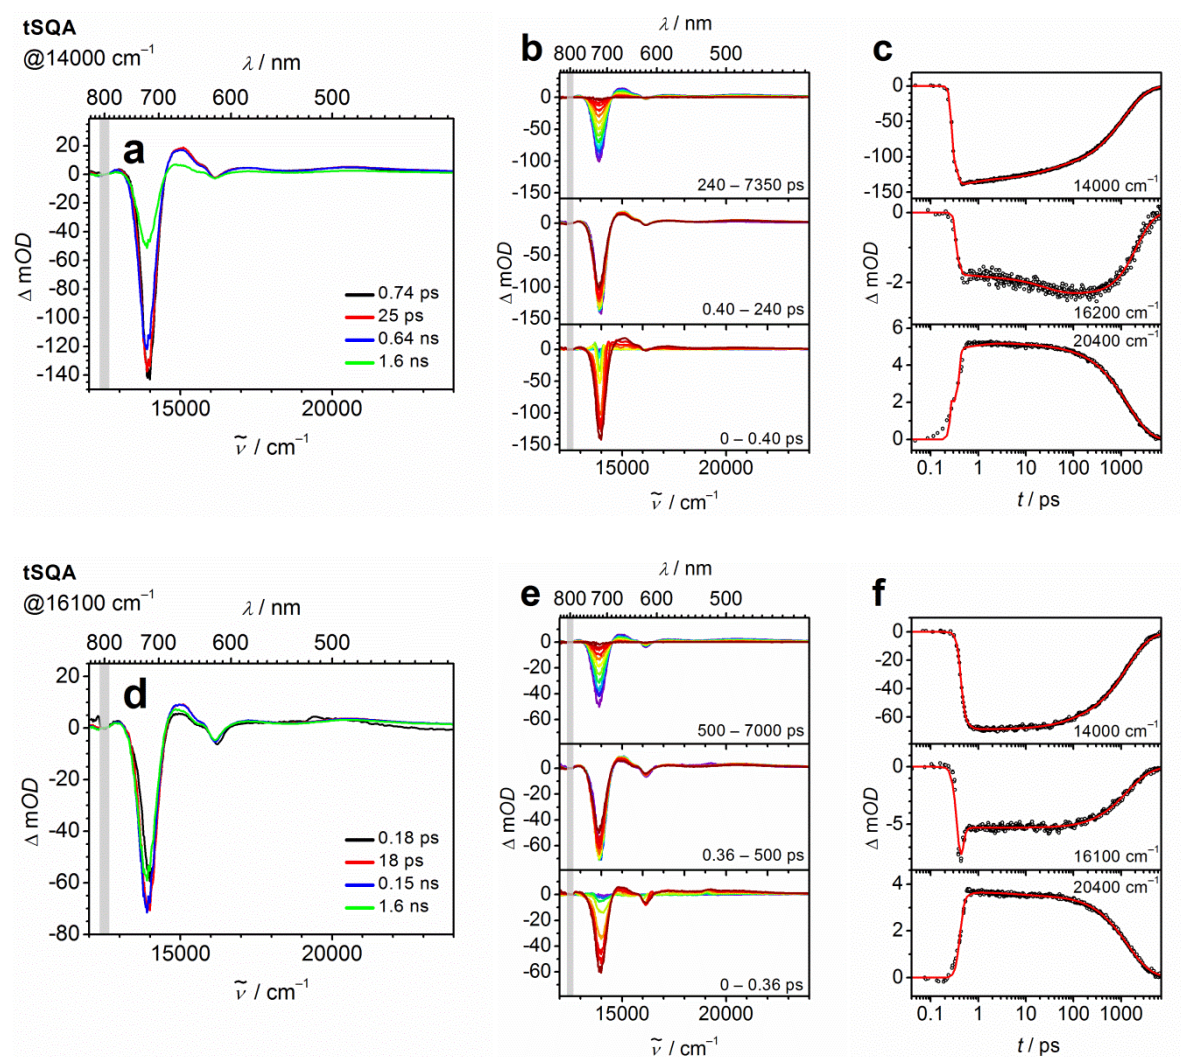 tSQA
@14000 cm⁻¹
λ / nm
800 700 600 500
a
20
0
-20
-40
-60
-80
-100
-120
-140
Δ mOD
0.74 ps
25 ps
0.64 ns
1.6 ns
15000 20000
ν̃ / cm⁻¹
b
λ / nm
800 700 600 500
0
-50
-100
-150
240 – 7350 ps
0
-50
-100
-150
0.40 – 240 ps
0
-50
-100
-150
0 – 0.40 ps
Δ mOD
15000 20000
ν̃ / cm⁻¹
c
0
-50
-100
-150
14000 cm⁻¹
0
-2
16200 cm⁻¹
6
4
2
0
20400 cm⁻¹
Δ mOD
0.1 1 10 100 1000
t / ps
tSQA
@16100 cm⁻¹
λ / nm
800 700 600 500
d
20
0
-20
-40
-60
-80
Δ mOD
0.18 ps
18 ps
0.15 ns
1.6 ns
15000 20000
ν̃ / cm⁻¹
e
λ / nm
800 700 600 500
0
-20
-40
-60
500 – 7000 ps
0
-20
-40
-60
0.36 – 500 ps
0
-20
-40
-60
0 – 0.36 ps
Δ mOD
15000 20000
ν̃ / cm⁻¹
f
0
-20
-40
-60
14000 cm⁻¹
0
-5
16100 cm⁻¹
4
2
0
20400 cm⁻¹
Δ mOD
0.1 1 10 100 1000
t / ps